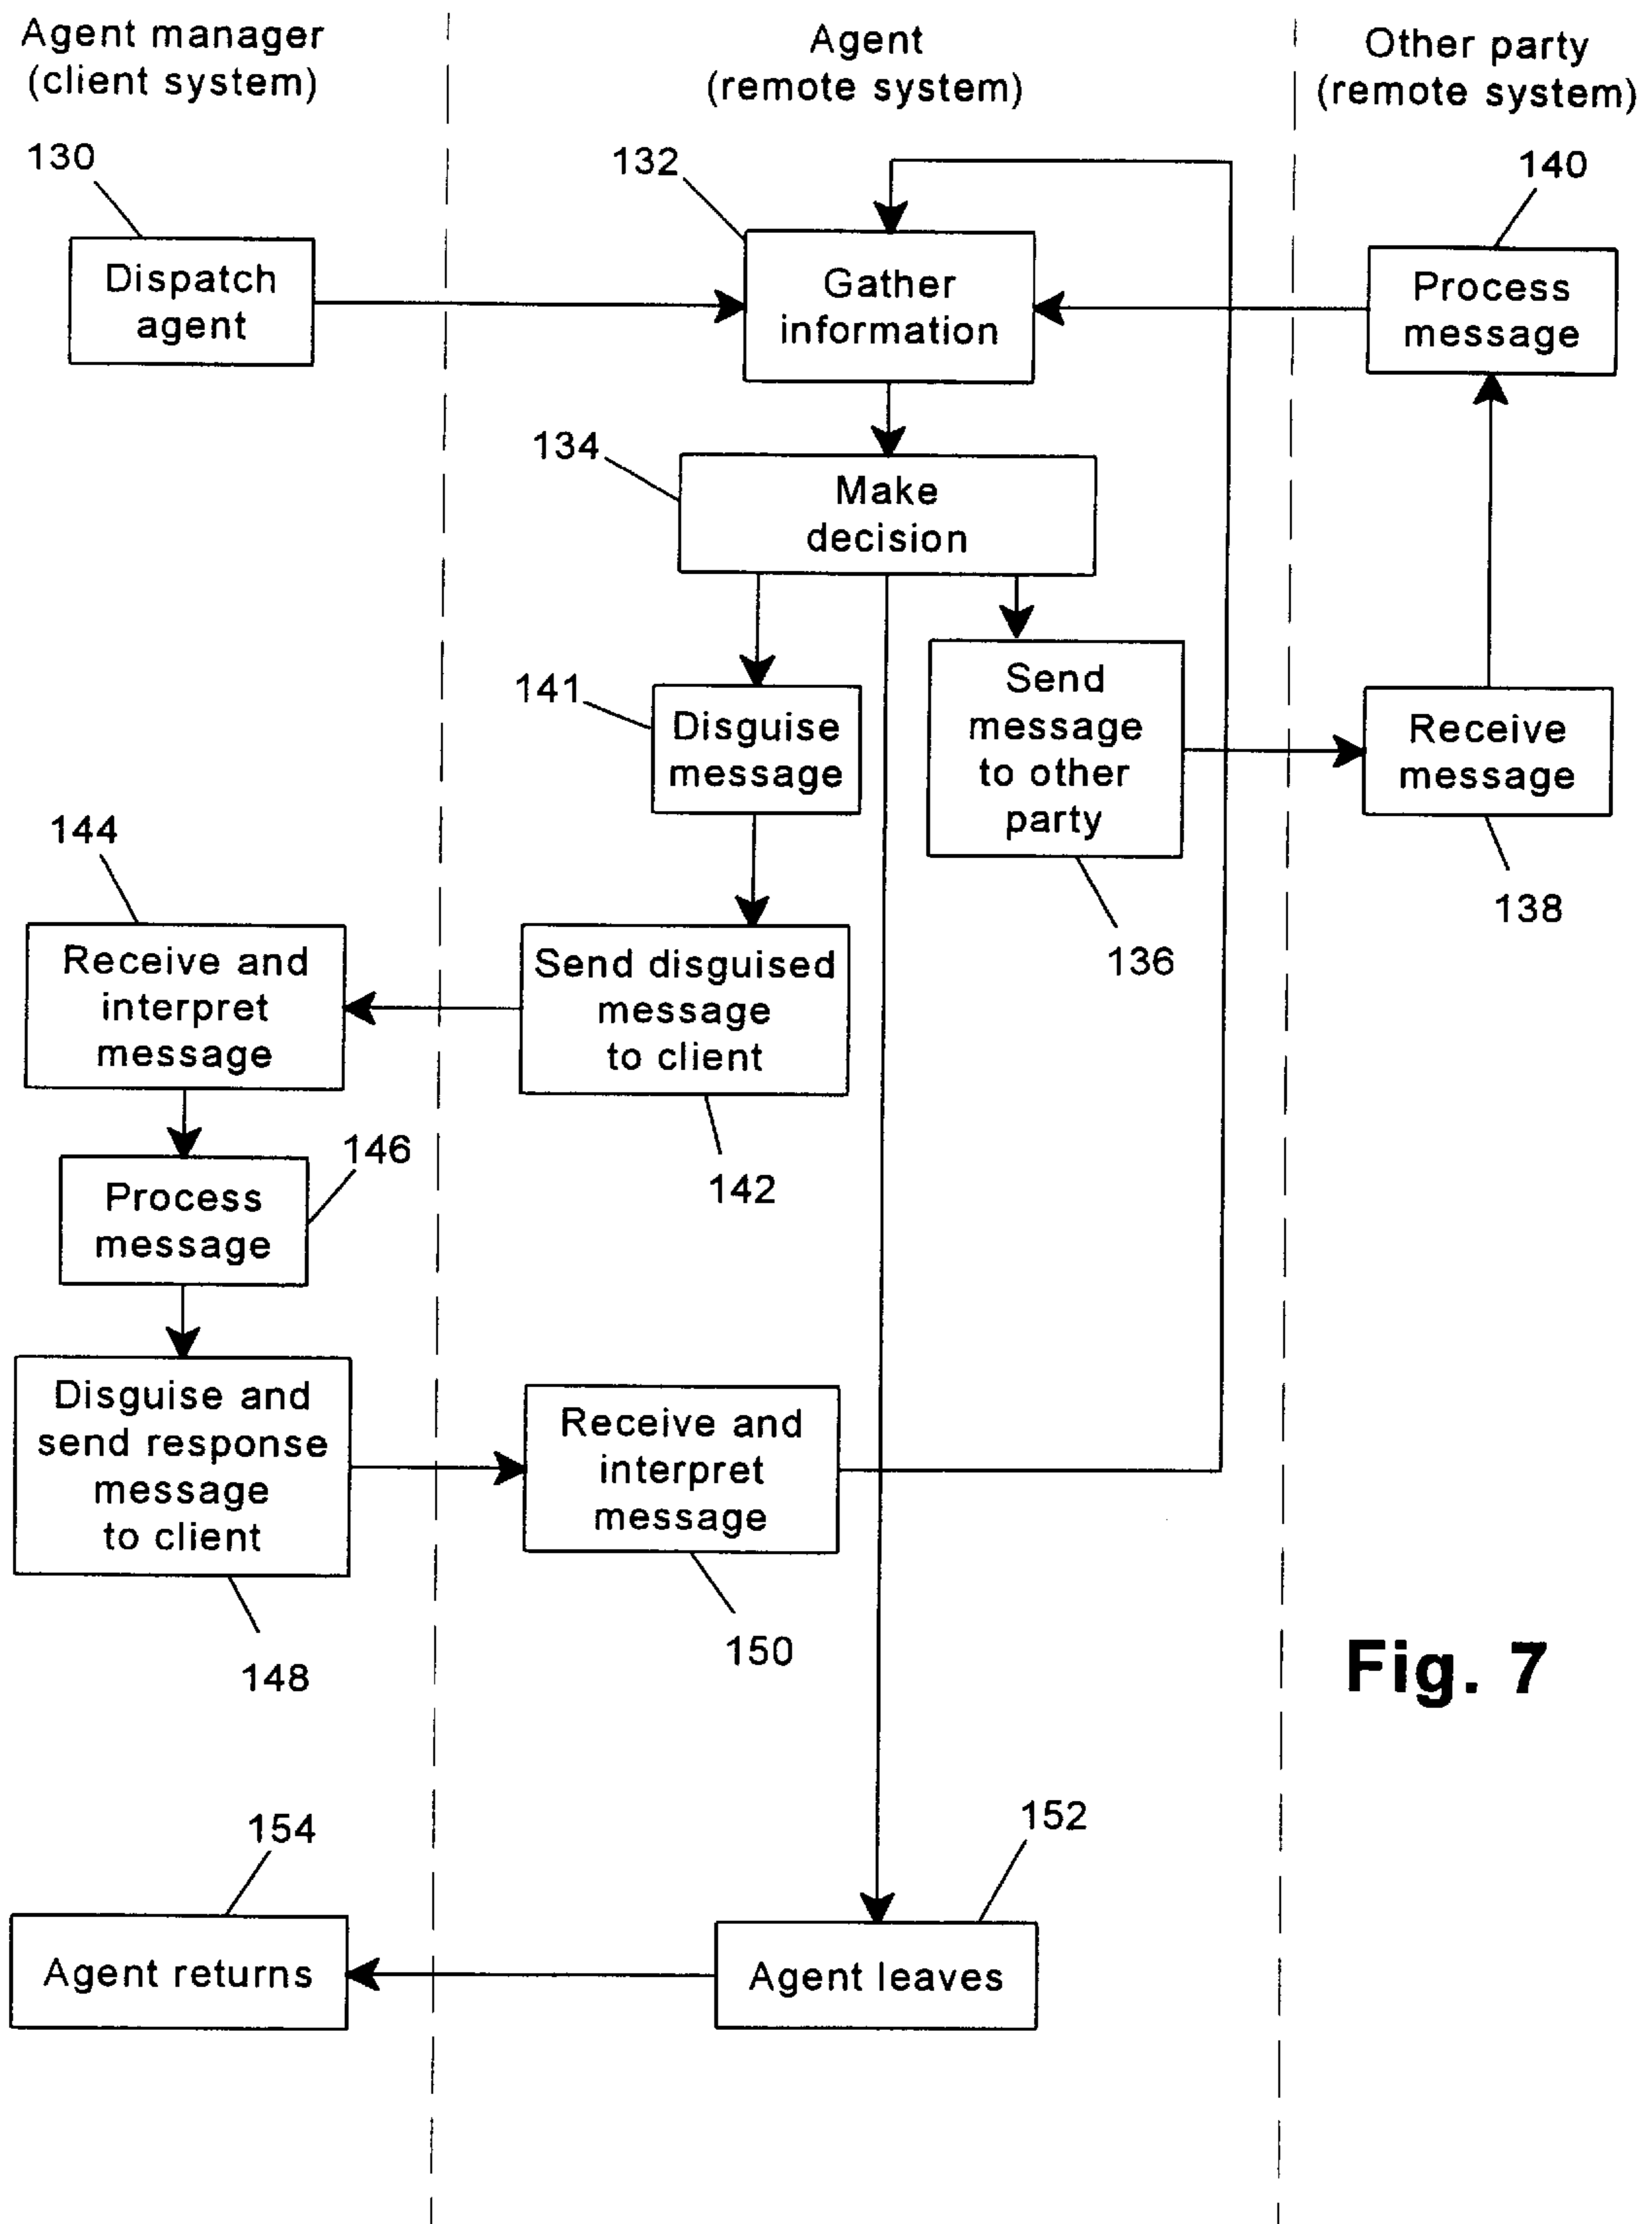 Agent manager
(client system)
Agent
(remote system)
Other party
(remote system)
130
132
140
Dispatch
agent
Gather
information
Process
message
134
Make
decision
141
Disguise
message
Send
message
to other
party
Receive
message
144
138
136
Receive and
interpret
message
Send disguised
message
to client
146
142
Process
message
Disguise and
send response
message
to client
Receive and
interpret
message
150
148
Fig. 7
154
152
Agent returns
Agent leaves